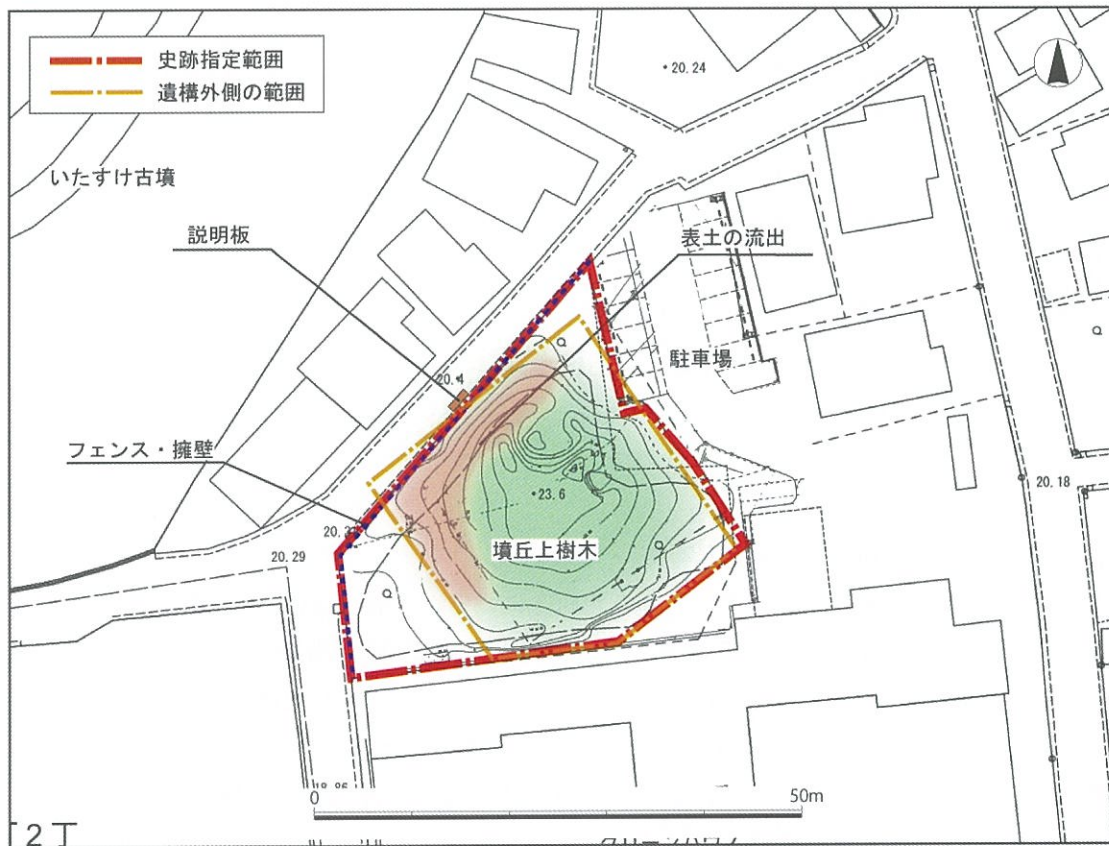 史跡指定範囲
遺構外側の範囲
20.24
いたすけ古墳
説明板
表土の流出
20.4
駐車場
フェンス・擁壁
23.6
20.18
墳丘上樹木
20.29
0
50m
2丁